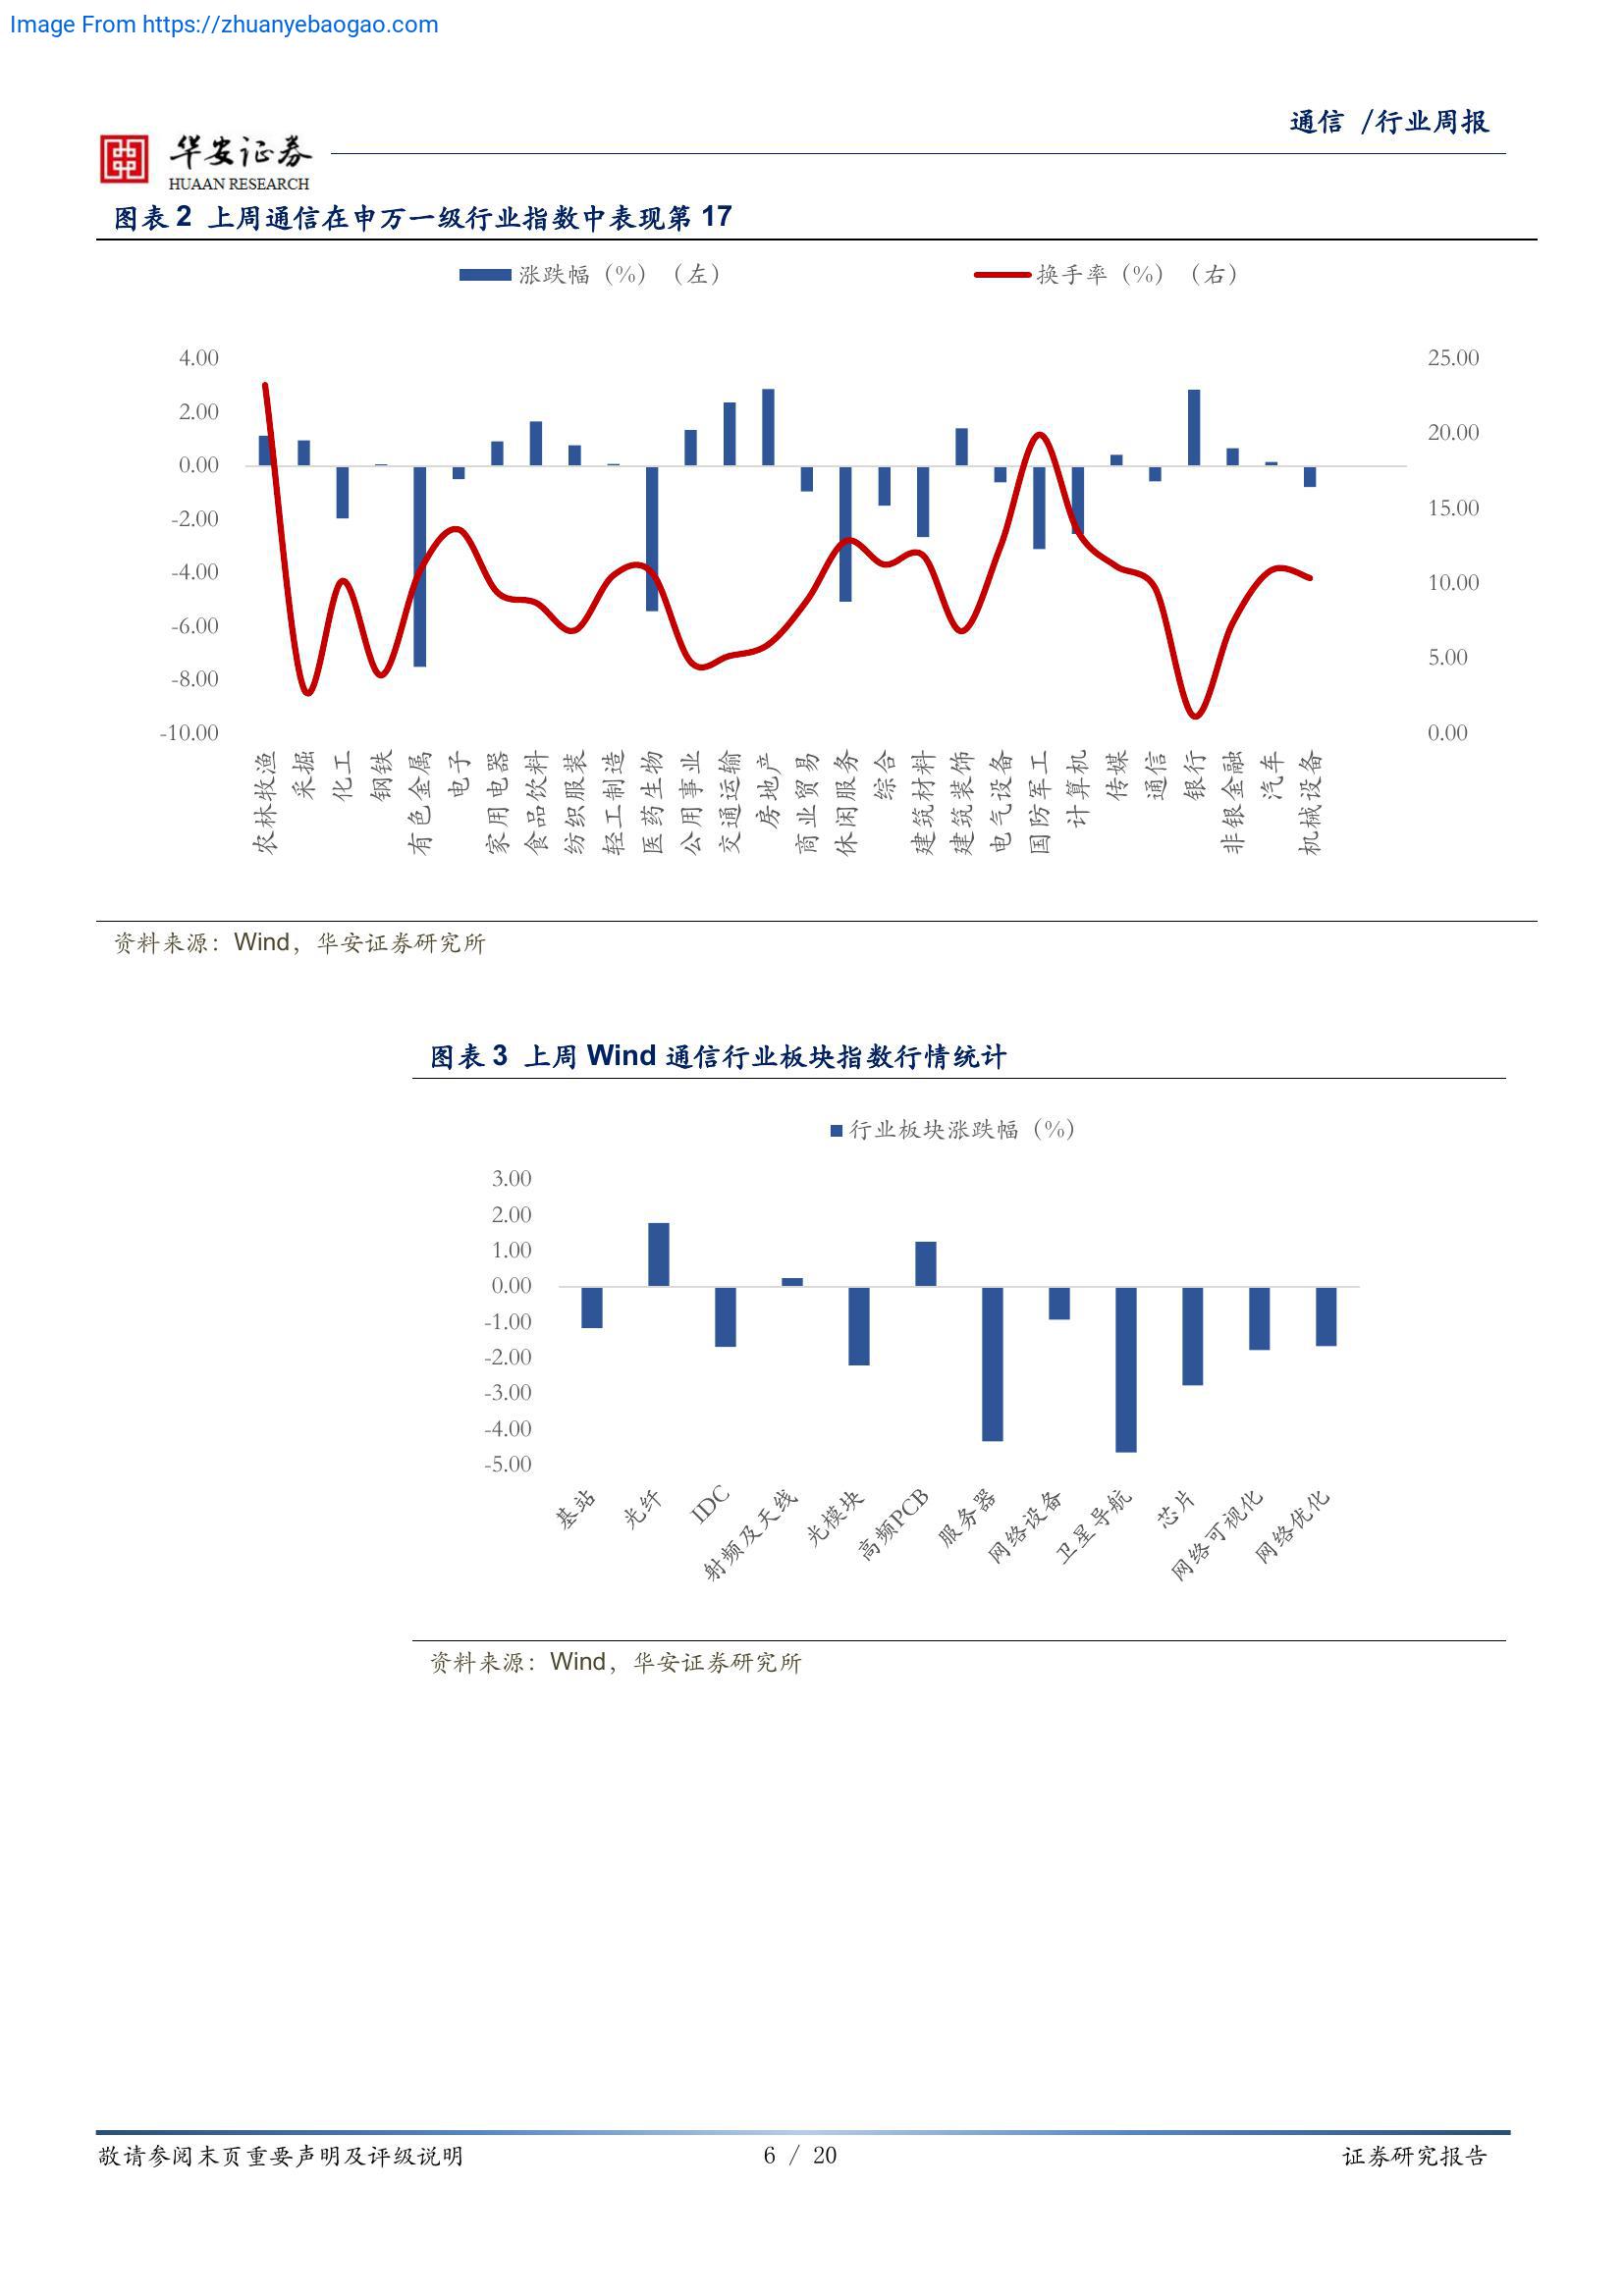 Image From https://zhuanyebaogao.com
通信 /行业周报
华安证券
HUAAN RESEARCH
图表 2 上周通信在申万一级行业指数中表现第 17
涨跌幅（%）（左） 换手率（%）（右）
4.00
2.00
0.00
-2.00
-4.00
-6.00
-8.00
-10.00
25.00
20.00
15.00
10.00
5.00
0.00
农林牧渔
采掘
化工
钢铁
有色金属
电子
家用电器
食品饮料
纺织服装
轻工制造
医药生物
公用事业
交通运输
房地产
商业贸易
休闲服务
综合
建筑材料
建筑装饰
电气设备
国防军工
计算机
传媒
通信
银行
非银金融
汽车
机械设备
资料来源：Wind，华安证券研究所
图表 3 上周 Wind 通信行业板块指数行情统计
行业板块涨跌幅（%）
3.00
2.00
1.00
0.00
-1.00
-2.00
-3.00
-4.00
-5.00
基站
光纤
IDC
射频及天线
光模块
高频PCB
服务器
网络设备
卫星导航
芯片
网络可视化
网络优化
资料来源：Wind，华安证券研究所
敬请参阅末页重要声明及评级说明 6 / 20 证券研究报告